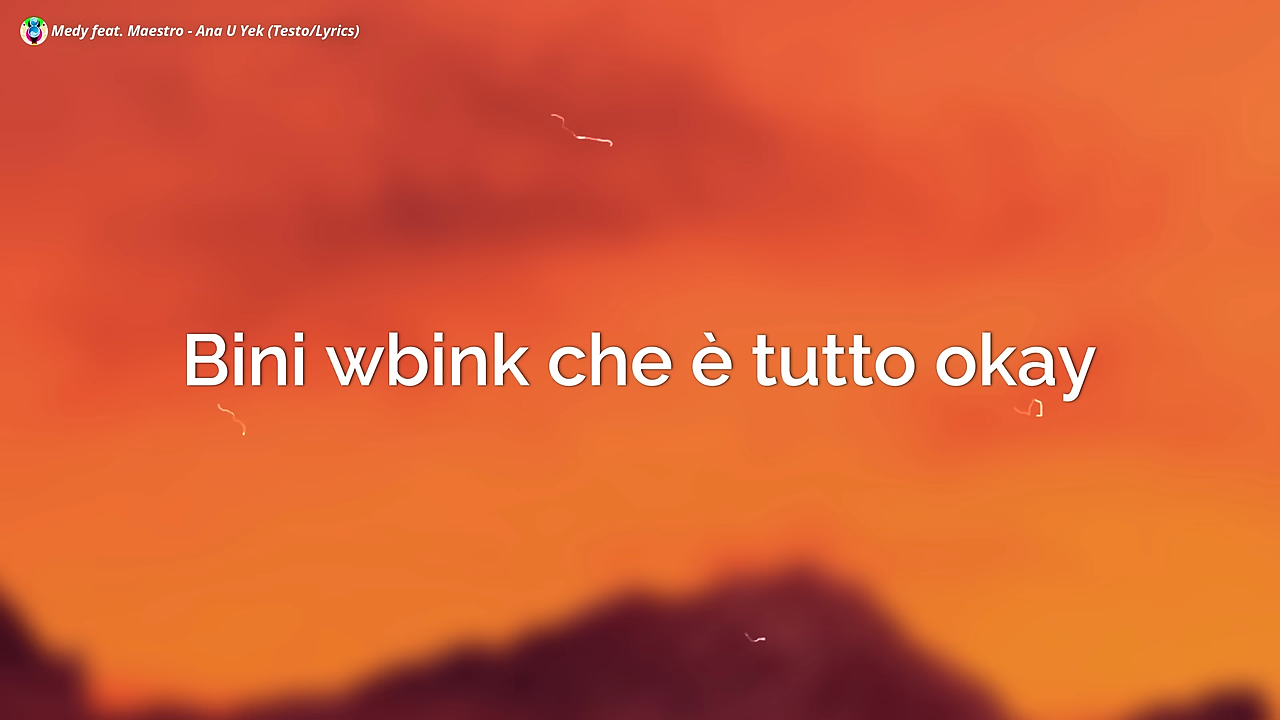 Medy feat. Maestro - Ana U Yek (Testo/Lyrics)
Bini wbink che è tutto okay